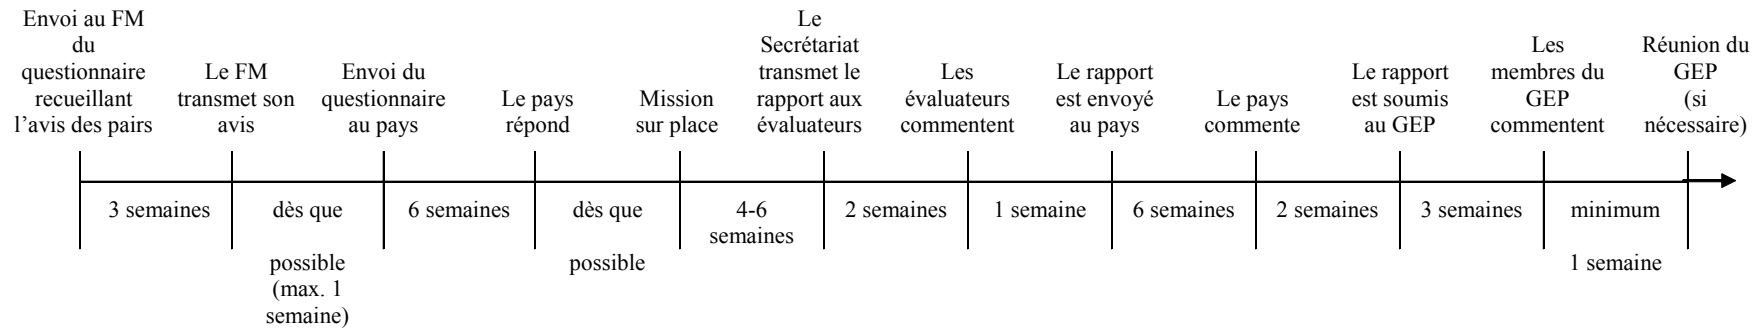 Envoi au FM
du
questionnaire
recueillant
l'avis des pairs
Le FM
transmet son
avis
Envoi du
questionnaire
au pays
Le pays
répond
Mission
sur place
Le
Secrétariat
transmet le
rapport aux
évaluateurs
Les
évaluateurs
commentent
Le rapport
est envoyé
au pays
Le pays
commente
Le rapport
est soumis
au GEP
Les
membres du
GEP
commentent
Réunion du
GEP
(si
nécessaire)
3 semaines
dès que
possible
(max. 1
semaine)
6 semaines
dès que
possible
4-6
semaines
2 semaines
1 semaine
6 semaines
2 semaines
3 semaines
minimum
1 semaine